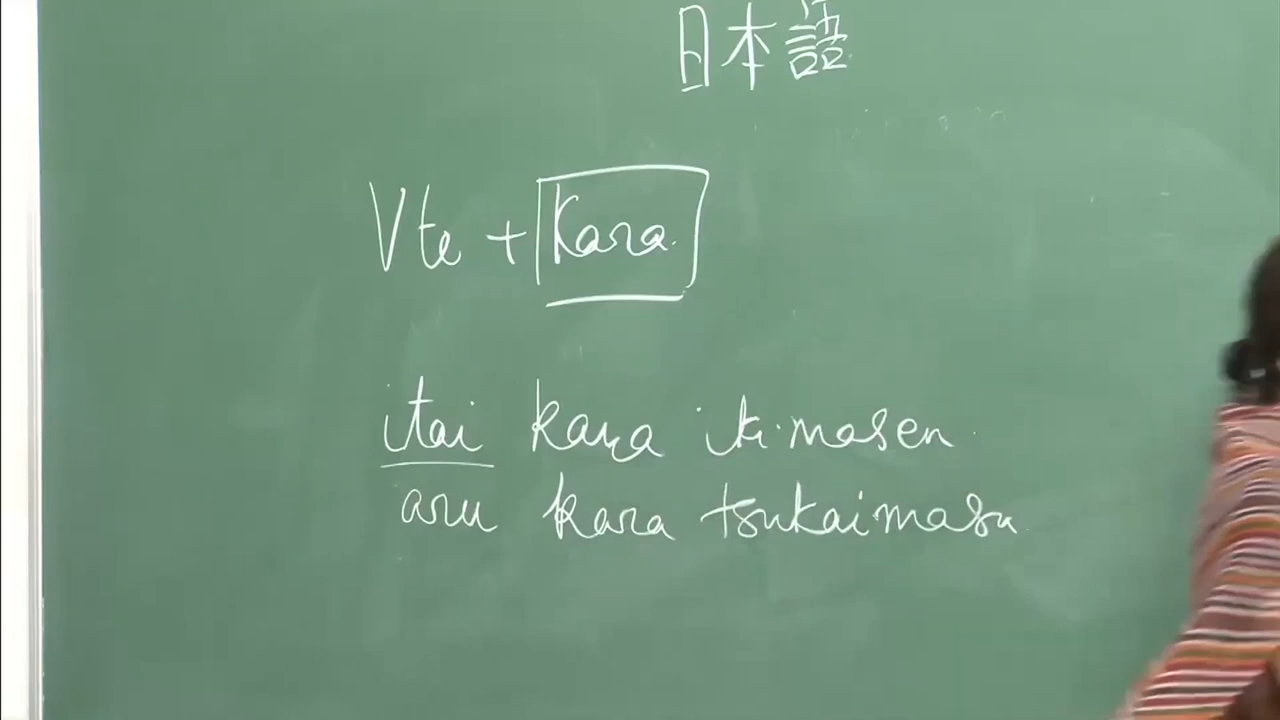 日本語
Vte + Kara.
itai kara ikimasen.
aru kara tsukaimasu.